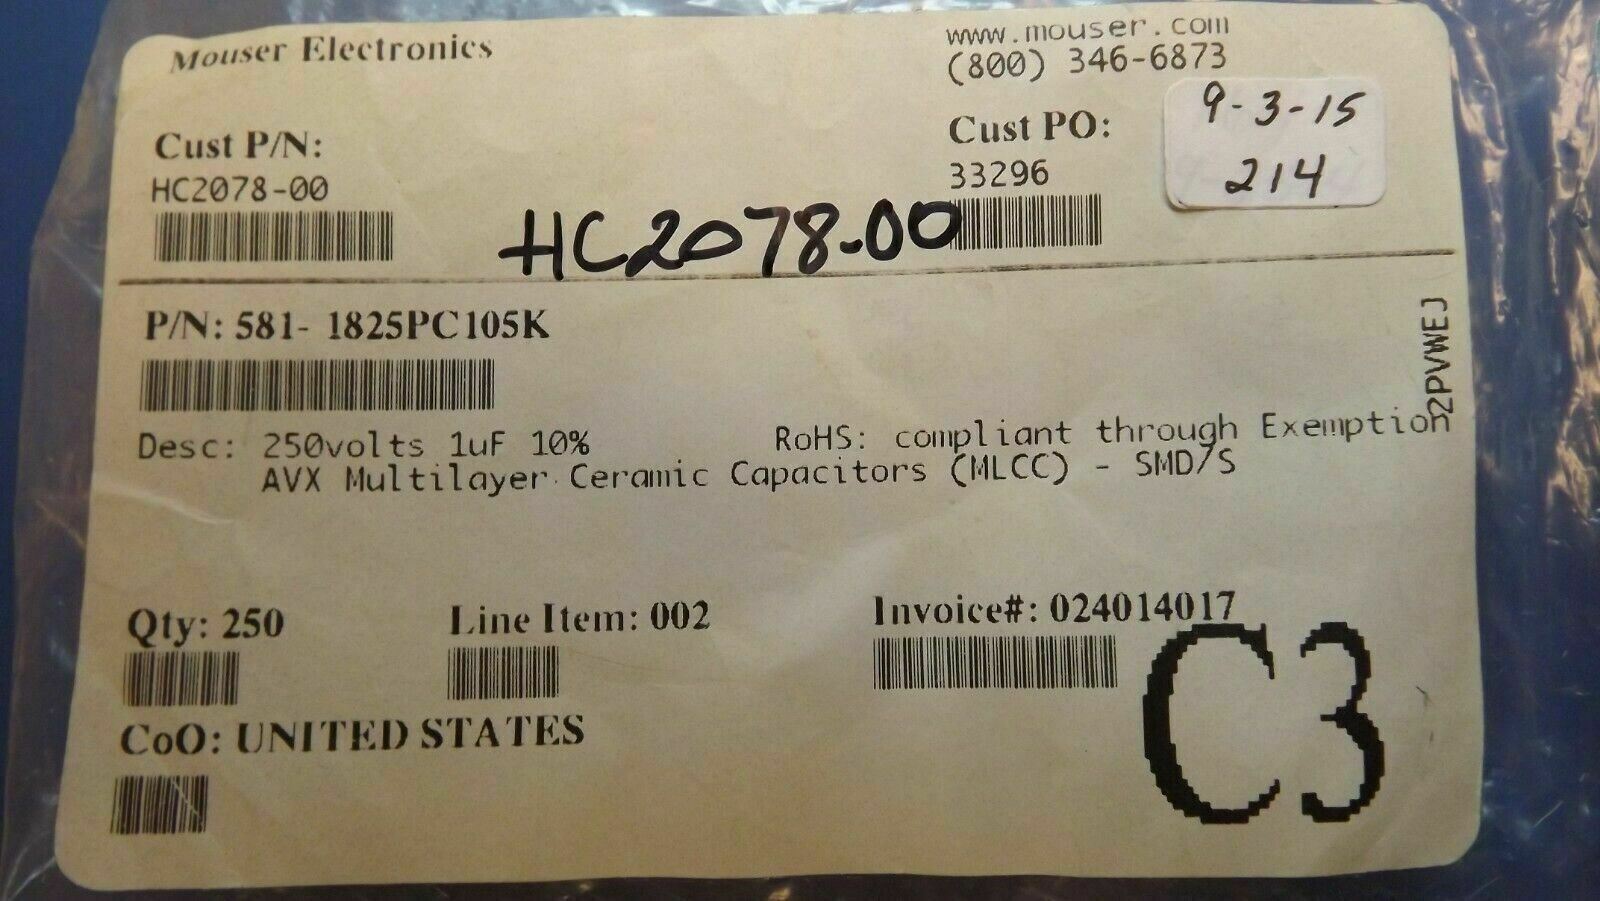 Mouser Electronics
www.mouser.com
(800) 346-6873
9-3-15
214
Cust P/N:
HC2078-00
Cust PO:
33296
HC2078-00
P/N: 581- 1825PC105K
2PVWEJ
Desc: 250volts 1uF 10% RoHS: compliant through Exemption
AVX Multilayer Ceramic Capacitors (MLCC) - SMD/S
Qty: 250 Line Item: 002 Invoice#: 024014017
CoO: UNITED STATES
C3